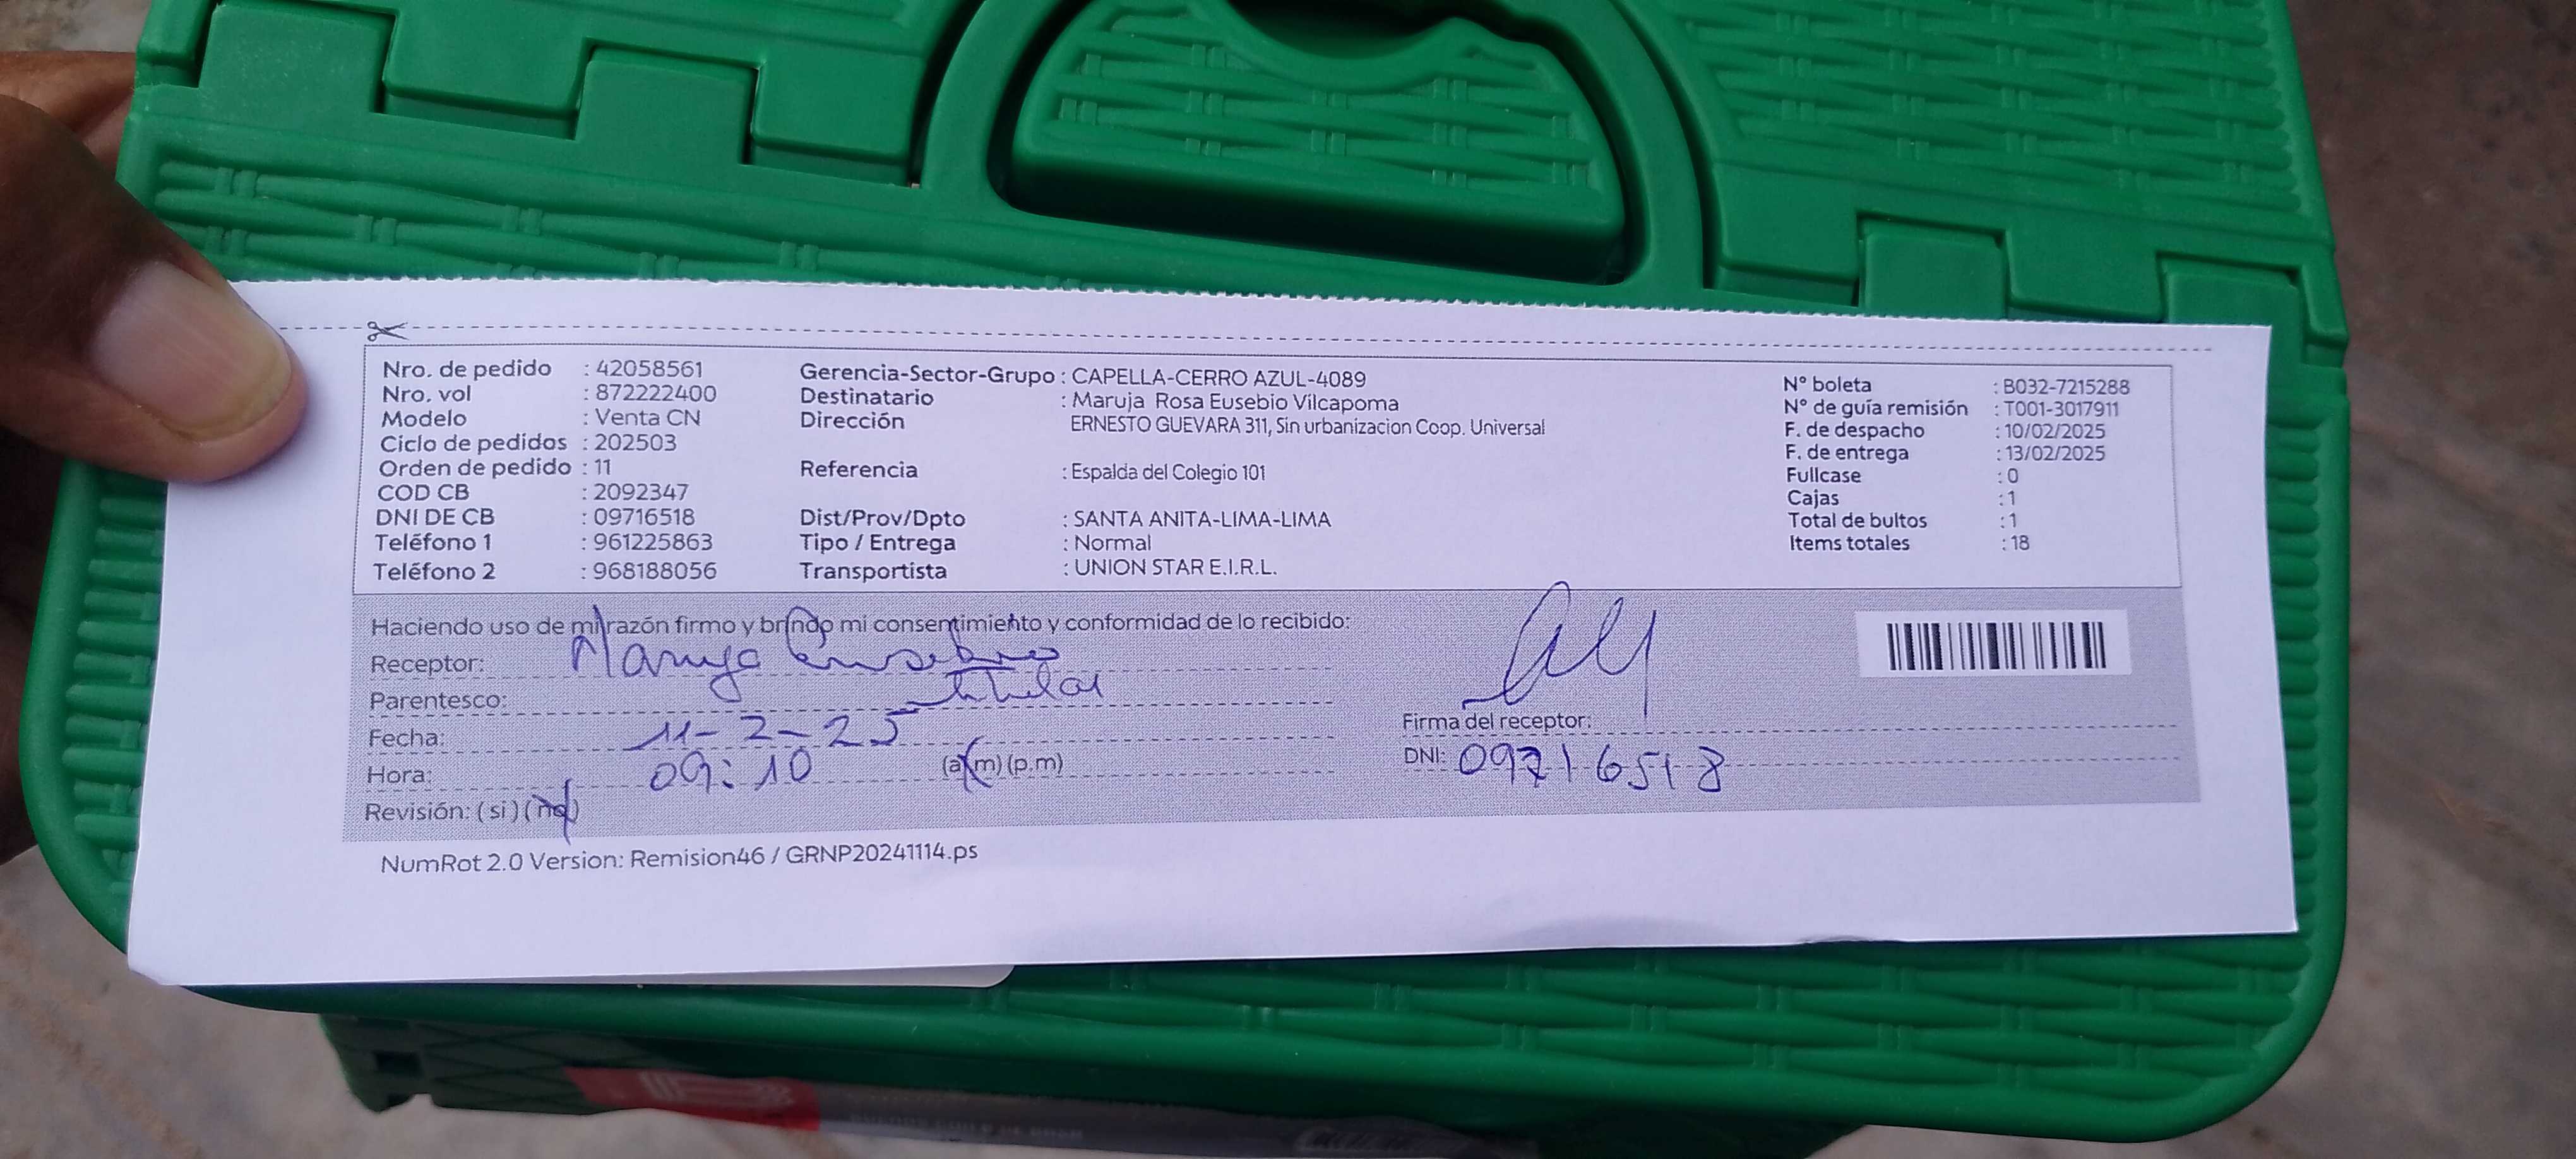 Nro. de pedido : 42058561
Nro. vol : 872222400
Modelo : Venta CN
Ciclo de pedidos : 202503
Orden de pedido : 11
COD CB : 2092347
DNI DE CB : 09716518
Teléfono 1 : 961225863
Teléfono 2 : 968188056
Gerencia-Sector-Grupo : CAPELLA-CERRO AZUL-4089
Destinatario : Maruja Rosa Eusebio Vilcapoma
Dirección ERNESTO GUEVARA 311, Sin urbanizacion Coop. Universal
Referencia : Espalda del Colegio 101
Dist/Prov/Dpto : SANTA ANITA-LIMA-LIMA
Tipo / Entrega : Normal
Transportista : UNION STAR E.I.R.L.
N° boleta : B032-7215288
N° de guía remisión : T001-3017911
F. de despacho : 10/02/2025
F. de entrega : 13/02/2025
Fullcase : 0
Cajas : 1
Total de bultos : 1
Items totales : 18
Haciendo uso de mi razón firmo y brindo mi consentimiento y conformidad de lo recibido:
Receptor: Maruja Eusebio
Parentesco: titular
Fecha: 11-2-25
Hora: 09:10 (a.m) (p.m)
Revisión: (si) (no)
Firma del receptor:
DNI: 09716518
NumRot 2.0 Version: Remision46 / GRNP20241114.ps